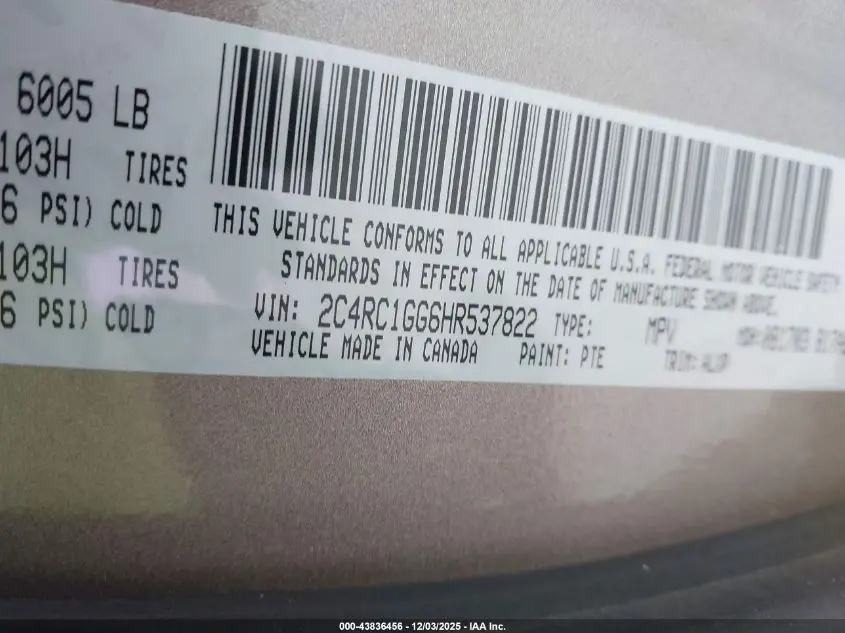 6005 LB
103H TIRES
6 PSI) COLD
103H TIRES
6 PSI) COLD
THIS VEHICLE CONFORMS TO ALL APPLICABLE U.S.A. FEDERAL MOTOR VEHICLE SAFETY
STANDARDS IN EFFECT ON THE DATE OF MANUFACTURE SHOWN ABOVE.
VIN: 2C4RC1GG6HR537822 TYPE: MPV
VEHICLE MADE IN CANADA PAINT: PTE TRIM:
000-43836456 - 12/03/2025 - IAA Inc.